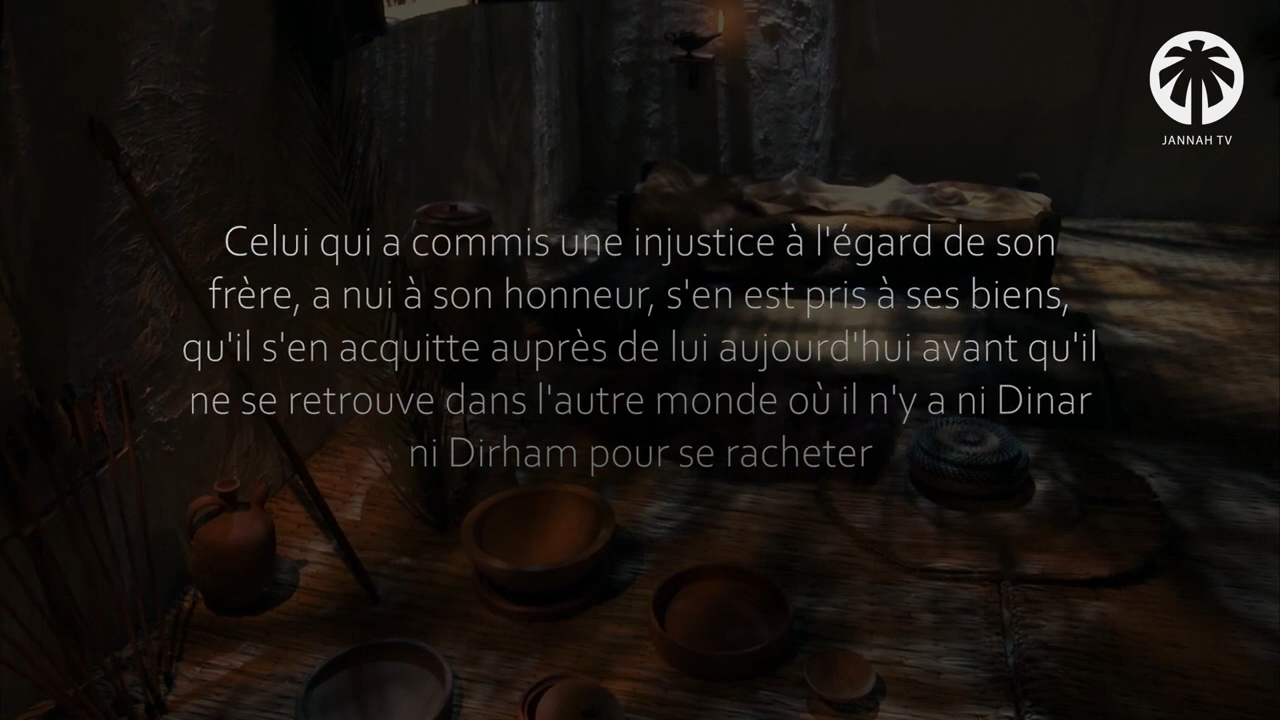 JANNAH TV
Celui qui a commis une injustice à l'égard de son
frère, a nui à son honneur, s'en est pris à ses biens,
qu'il s'en acquitte auprès de lui aujourd'hui avant qu'il
ne se retrouve dans l'autre monde où il n'y a ni Dinar
ni Dirham pour se racheter